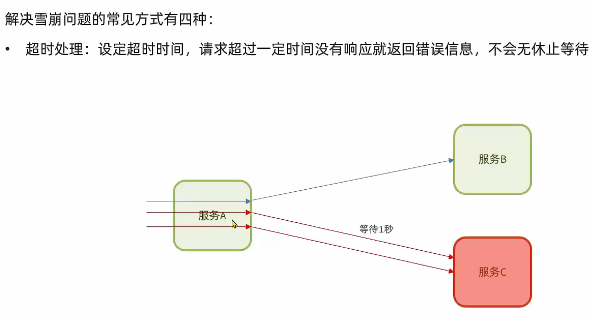 解决雪崩问题的常见方式有四种：
• 超时处理：设定超时时间，请求超过一定时间没有响应就返回错误信息，不会无休止等待
服务B
服务A
等待1秒
服务C